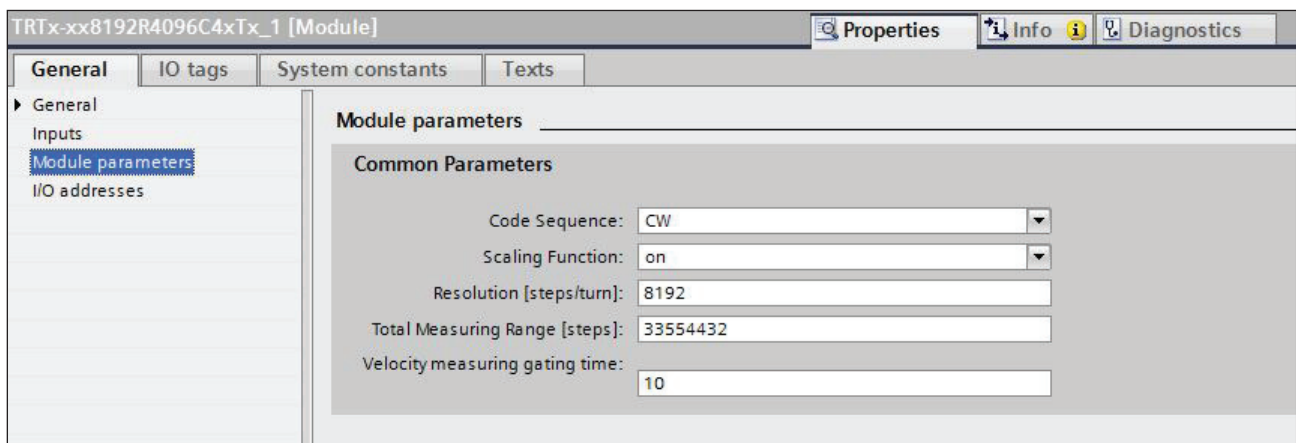 TRTx-xx8192R4096C4xTx_1 [Module]
Properties Info Diagnostics
General IO tags System constants Texts
General
Inputs
Module parameters
I/O addresses
Module parameters
Common Parameters
Code Sequence: CW
Scaling Function: on
Resolution [steps/turn]: 8192
Total Measuring Range [steps]: 33554432
Velocity measuring gating time:
10